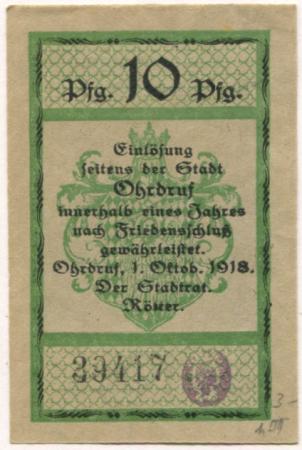 Pfg. 10 Pfg.
Einlösung
seitens der Stadt
Ohrdruf
innerhalb eines Jahres
nach Friedensschluß
gewährleistet.
Ohrdruf, 1. Oktob. 1918.
Der Stadtrat.
39417
3-